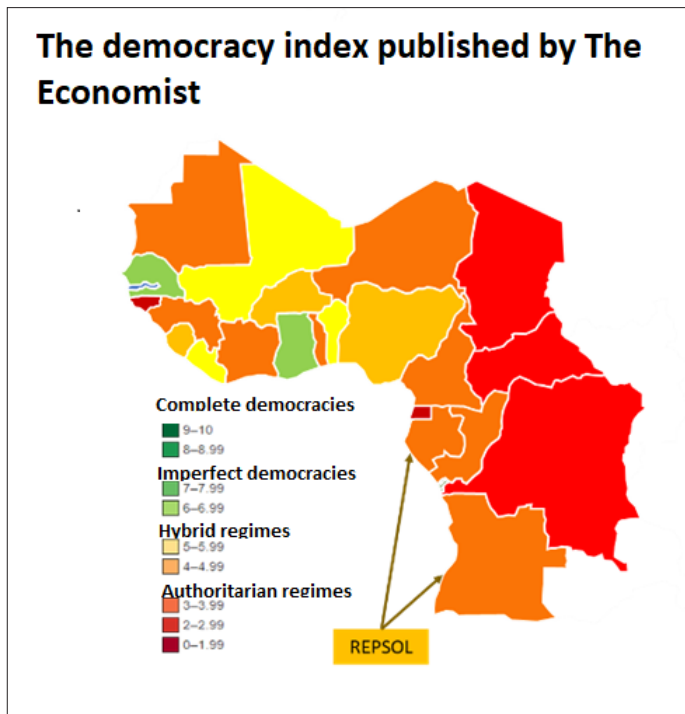 The democracy index published by The
Economist
Complete democracies
9–10
8–8.99
Imperfect democracies
7–7.99
6–6.99
Hybrid regimes
5–5.99
4–4.99
Authoritarian regimes
3–3.99
2–2.99
0–1.99
REPSOL